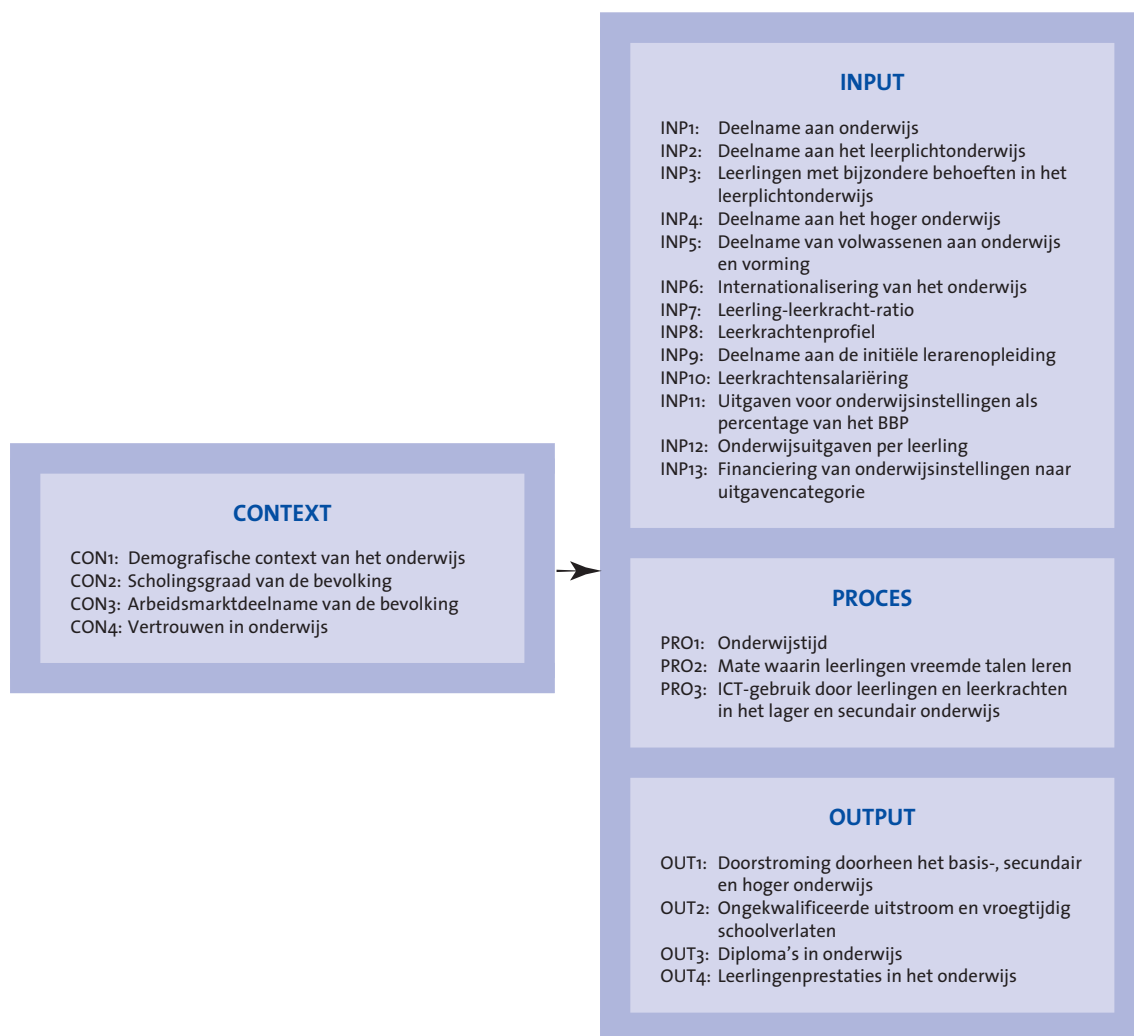 INPUT
INP1: Deelname aan onderwijs
INP2: Deelname aan het leerplichtonderwijs
INP3: Leerlingen met bijzondere behoeften in het
leerplichtonderwijs
INP4: Deelname aan het hoger onderwijs
INP5: Deelname van volwassenen aan onderwijs
en vorming
INP6: Internationalisering van het onderwijs
INP7: Leerling-leerkracht-ratio
INP8: Leerkrachtenprofiel
INP9: Deelname aan de initiële lerarenopleiding
INP10: Leerkrachtensalariëring
INP11: Uitgaven voor onderwijsinstellingen als
percentage van het BBP
INP12: Onderwijsuitgaven per leerling
INP13: Financiering van onderwijsinstellingen naar
uitgavencategorie
CONTEXT
CON1: Demografische context van het onderwijs
CON2: Scholingsgraad van de bevolking
CON3: Arbeidsmarktdeelname van de bevolking
CON4: Vertrouwen in onderwijs
PROCES
PRO1: Onderwijstijd
PRO2: Mate waarin leerlingen vreemde talen leren
PRO3: ICT-gebruik door leerlingen en leerkrachten
in het lager en secundair onderwijs
OUTPUT
OUT1: Doorstroming doorheen het basis-, secundair
en hoger onderwijs
OUT2: Ongekwalificeerde uitstroom en vroegtijdig
schoolverlaten
OUT3: Diploma's in onderwijs
OUT4: Leerlingenprestaties in het onderwijs